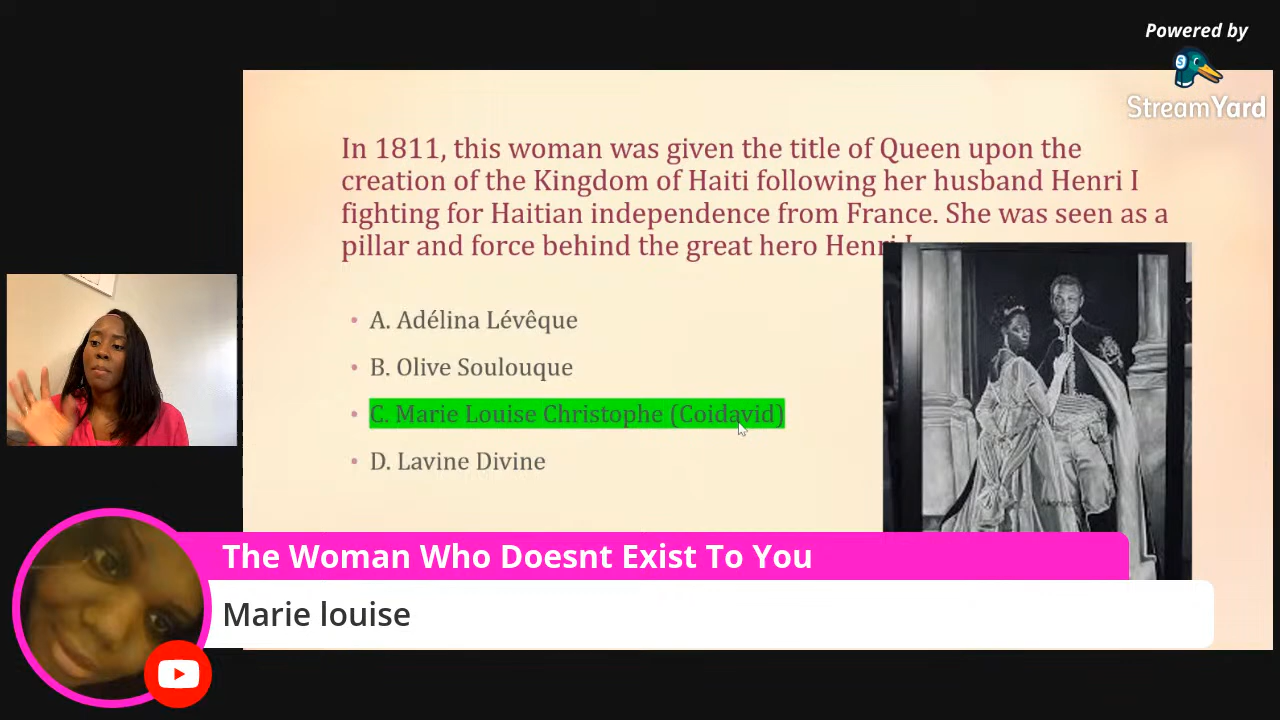 Powered by
StreamYard
In 1811, this woman was given the title of Queen upon the
creation of the Kingdom of Haiti following her husband Henri I
fighting for Haitian independence from France. She was seen as a
pillar and force behind the great hero Henri I
• A. Adélina Lévêque
• B. Olive Soulouque
• C. Marie Louise Christophe (Coidavid)
• D. Lavine Divine
The Woman Who Doesnt Exist To You
Marie louise